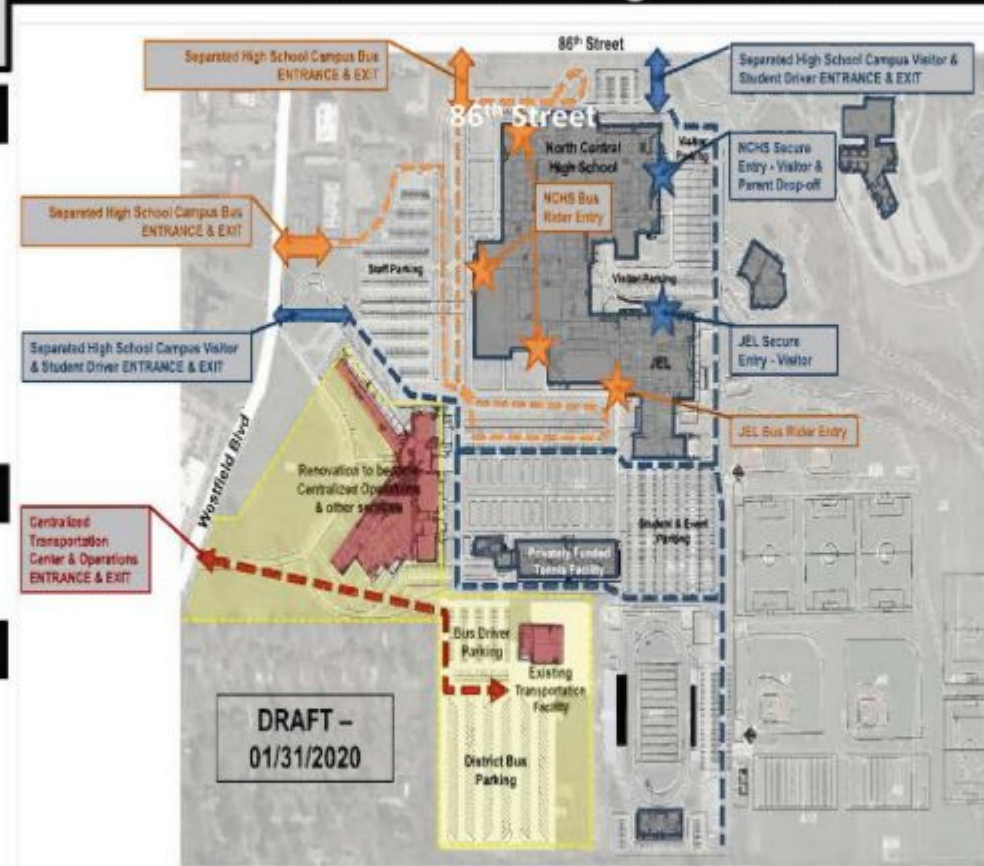 86th Street
Separated High School Campus Bus
ENTRANCE & EXIT
Separated High School Campus Visitor &
Student Driver ENTRANCE & EXIT
86th Street
North Central
High School
Visitor
Parking
NCHS Secure
Entry - Visitor &
Parent Drop-off
NCHS Bus
Rider Entry
Separated High School Campus Bus
ENTRANCE & EXIT
Staff Parking
Visitor Parking
Separated High School Campus Visitor
& Student Driver ENTRANCE & EXIT
JEL
JEL Secure
Entry - Visitor
JEL Bus Rider Entry
Westfield Blvd
Renovation to become
Centralized Operations
& other services
Centralized
Transportation
Center & Operations
ENTRANCE & EXIT
Student & Event
Parking
Privately Funded
Tennis Facility
Bus Driver
Parking
Existing
Transportation
Facility
DRAFT –
01/31/2020
District Bus
Parking